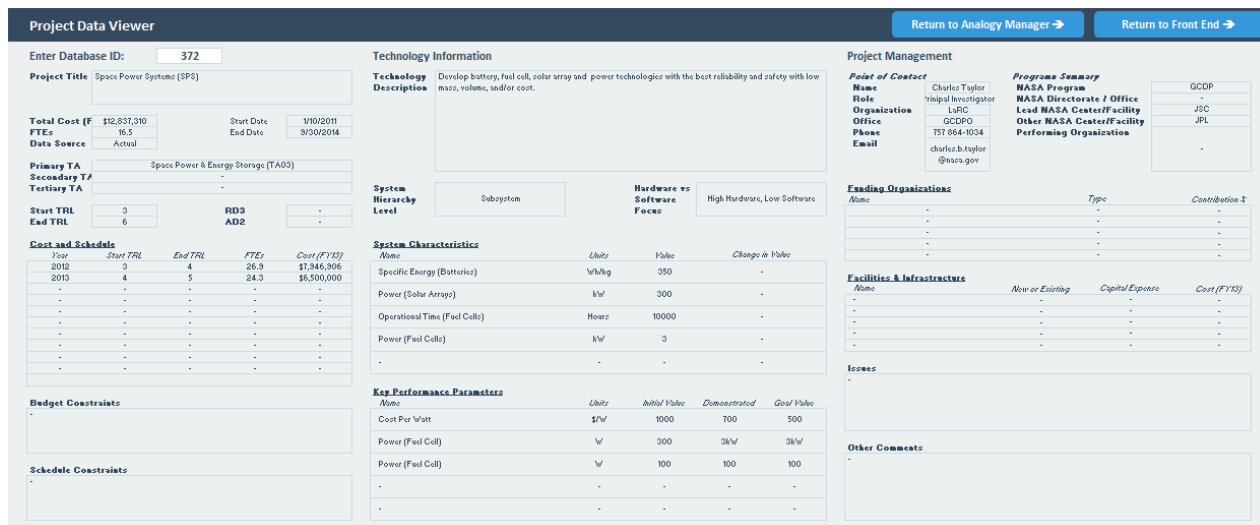 Project Data Viewer
Return to Analogy Manager →
Return to Front End →
Enter Database ID: 372
Project Title Space Power Systems (SPS)
Total Cost (F $12,837,310 Start Date 1/10/2011
FTEs 16.5 End Date 9/30/2014
Data Source Actual
Primary TA Space Power & Energy Storage (TA03)
Secondary TA -
Tertiary TA -
Start TRL 3 RD3 -
End TRL 6 AD2 -
Cost and Schedule
Year Start TRL End TRL FTEs Cost (FY13)
2012 3 4 26.9 $7,946,906
2013 4 5 24.3 $6,500,000
- - - - -
- - - - -
- - - - -
- - - - -
- - - - -
- - - - -
- - - - -
- - - - -
Budget Constraints
-
Schedule Constraints
-
Technology Information
Technology Description Develop battery, fuel cell, solar array and power technologies with the best reliability and safety with low
mass, volume, and/or cost.
System Hierarchy Level Subsystem Hardware vs Software Focus High Hardware, Low Software
System Characteristics
Name Units Value Change in Value
Specific Energy (Batteries) Wh/kg 350 -
Power (Solar Arrays) kW 300 -
Operational Time (Fuel Cells) Hours 10000 -
Power (Fuel Cells) kW 3 -
- - - -
Key Performance Parameters
Name Units Initial Value Demonstrated Goal Value
Cost Per Watt $/W 1000 700 500
Power (Fuel Cell) W 300 3kW 3kW
Power (Fuel Cell) W 100 100 100
- - - - -
- - - - -
Project Management
Point of Contact
Name Charles Taylor
Role rinipal Investigator
Organization LaRC
Office GCDPO
Phone 757 864-1034
Email charles.b.taylor
@nasa.gov
Programs Summary
NASA Program GCDP
NASA Directorate / Office -
Lead NASA Center/Facility JSC
Other NASA Center/Facility JPL
Performing Organization -
Funding Organizations
Name Type Contribution %
- - -
- - -
- - -
- - -
Facilities & Infrastructure
Name New or Existing Capital Expense Cost (FY13)
- - - -
- - - -
- - - -
- - - -
Issues
-
Other Comments
-